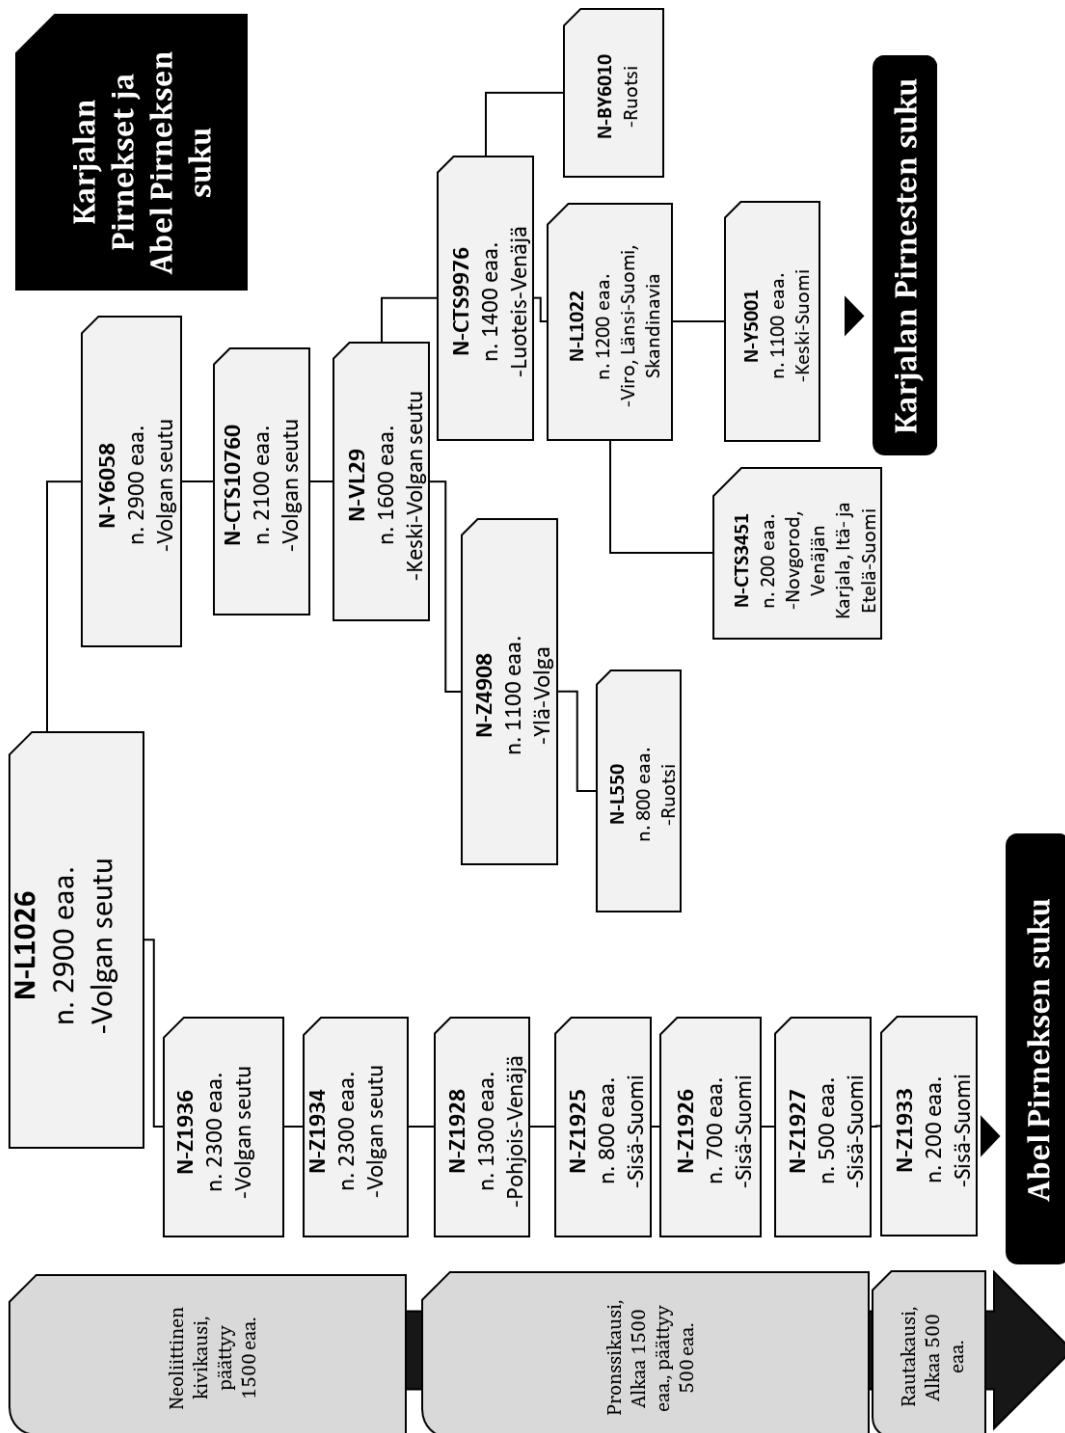 Karjalan
Pirnekset ja
Abel Pirneksen
suku
N-L1026
n. 2900 eaa.
-Volgan seutu
N-Y6058
n. 2900 eaa.
-Volgan seutu
N-CTS10760
n. 2100 eaa.
-Volgan seutu
N-VL29
n. 1600 eaa.
-Keski-Volgan seutu
N-CTS9976
n. 1400 eaa.
-Luoteis-Venäjä
N-BY6010
-Ruotsi
N-L1022
n. 1200 eaa.
-Viro, Länsi-Suomi,
Skandinavia
N-Y5001
n. 1100 eaa.
-Keski-Suomi
N-CTS3451
n. 200 eaa.
-Novgorod,
Venäjän
Karjala, Itä- ja
Etelä-Suomi
N-Z4908
n. 1100 eaa.
-Ylä-Volga
N-L550
n. 800 eaa.
-Ruotsi
Karjalan Pirnesten suku
N-Z1936
n. 2300 eaa.
-Volgan seutu
N-Z1934
n. 2300 eaa.
-Volgan seutu
N-Z1928
n. 1300 eaa.
-Pohjois-Venäjä
N-Z1925
n. 800 eaa.
-Sisä-Suomi
N-Z1926
n. 700 eaa.
-Sisä-Suomi
N-Z1927
n. 500 eaa.
-Sisä-Suomi
N-Z1933
n. 200 eaa.
-Sisä-Suomi
Abel Pirneksen suku
Neoliittinen
kivikausi,
päättyy
1500 eaa.
Pronssikausi,
Alkaa 1500
eaa., päättyy
500 eaa.
Rautakausi,
Alkaa 500
eaa.